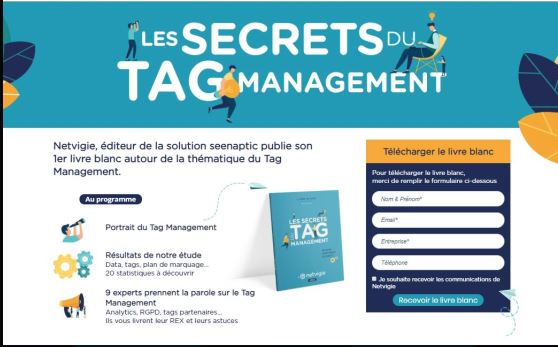 LES SECRETS DU
TAG MANAGEMENT
Netvigie, éditeur de la solution seenaptic publie son
1er livre blanc autour de la thématique du Tag
Management.
Au programme
Portrait du Tag Management
Résultats de notre étude
Data, tags, plan de marquage...
20 statistiques à découvrir
9 experts prennent la parole sur le Tag
Management
Analytics, RGPD, tags partenaires...
Ils vous livrent leur REX et leurs astuces
LES SECRETS
DU
TAG
MANAGEMENT
netvigie
Télécharger le livre blanc
Pour télécharger le livre blanc,
merci de remplir le formulaire ci-dessous
Nom & Prénom*
Email*
Entreprise*
Téléphone
Je souhaite recevoir les communications de
Netvigie
Recevoir le livre blanc